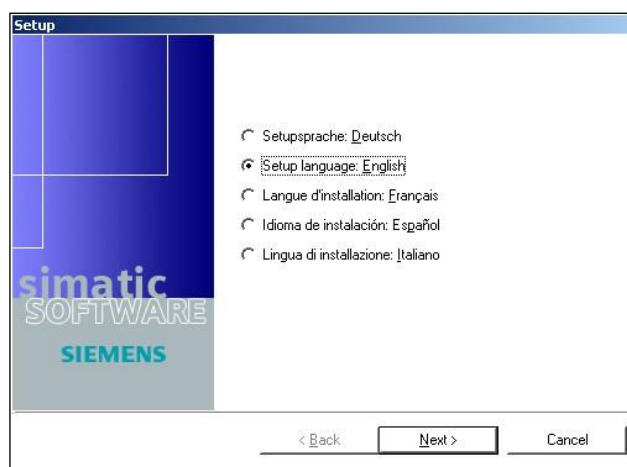 Setup
Setupsprache: Deutsch
Setup language: English
Langue d'installation: Français
Idioma de instalación: Español
Lingua di installazione: Italiano
simatic
SOFTWARE
SIEMENS
< Back
Next >
Cancel